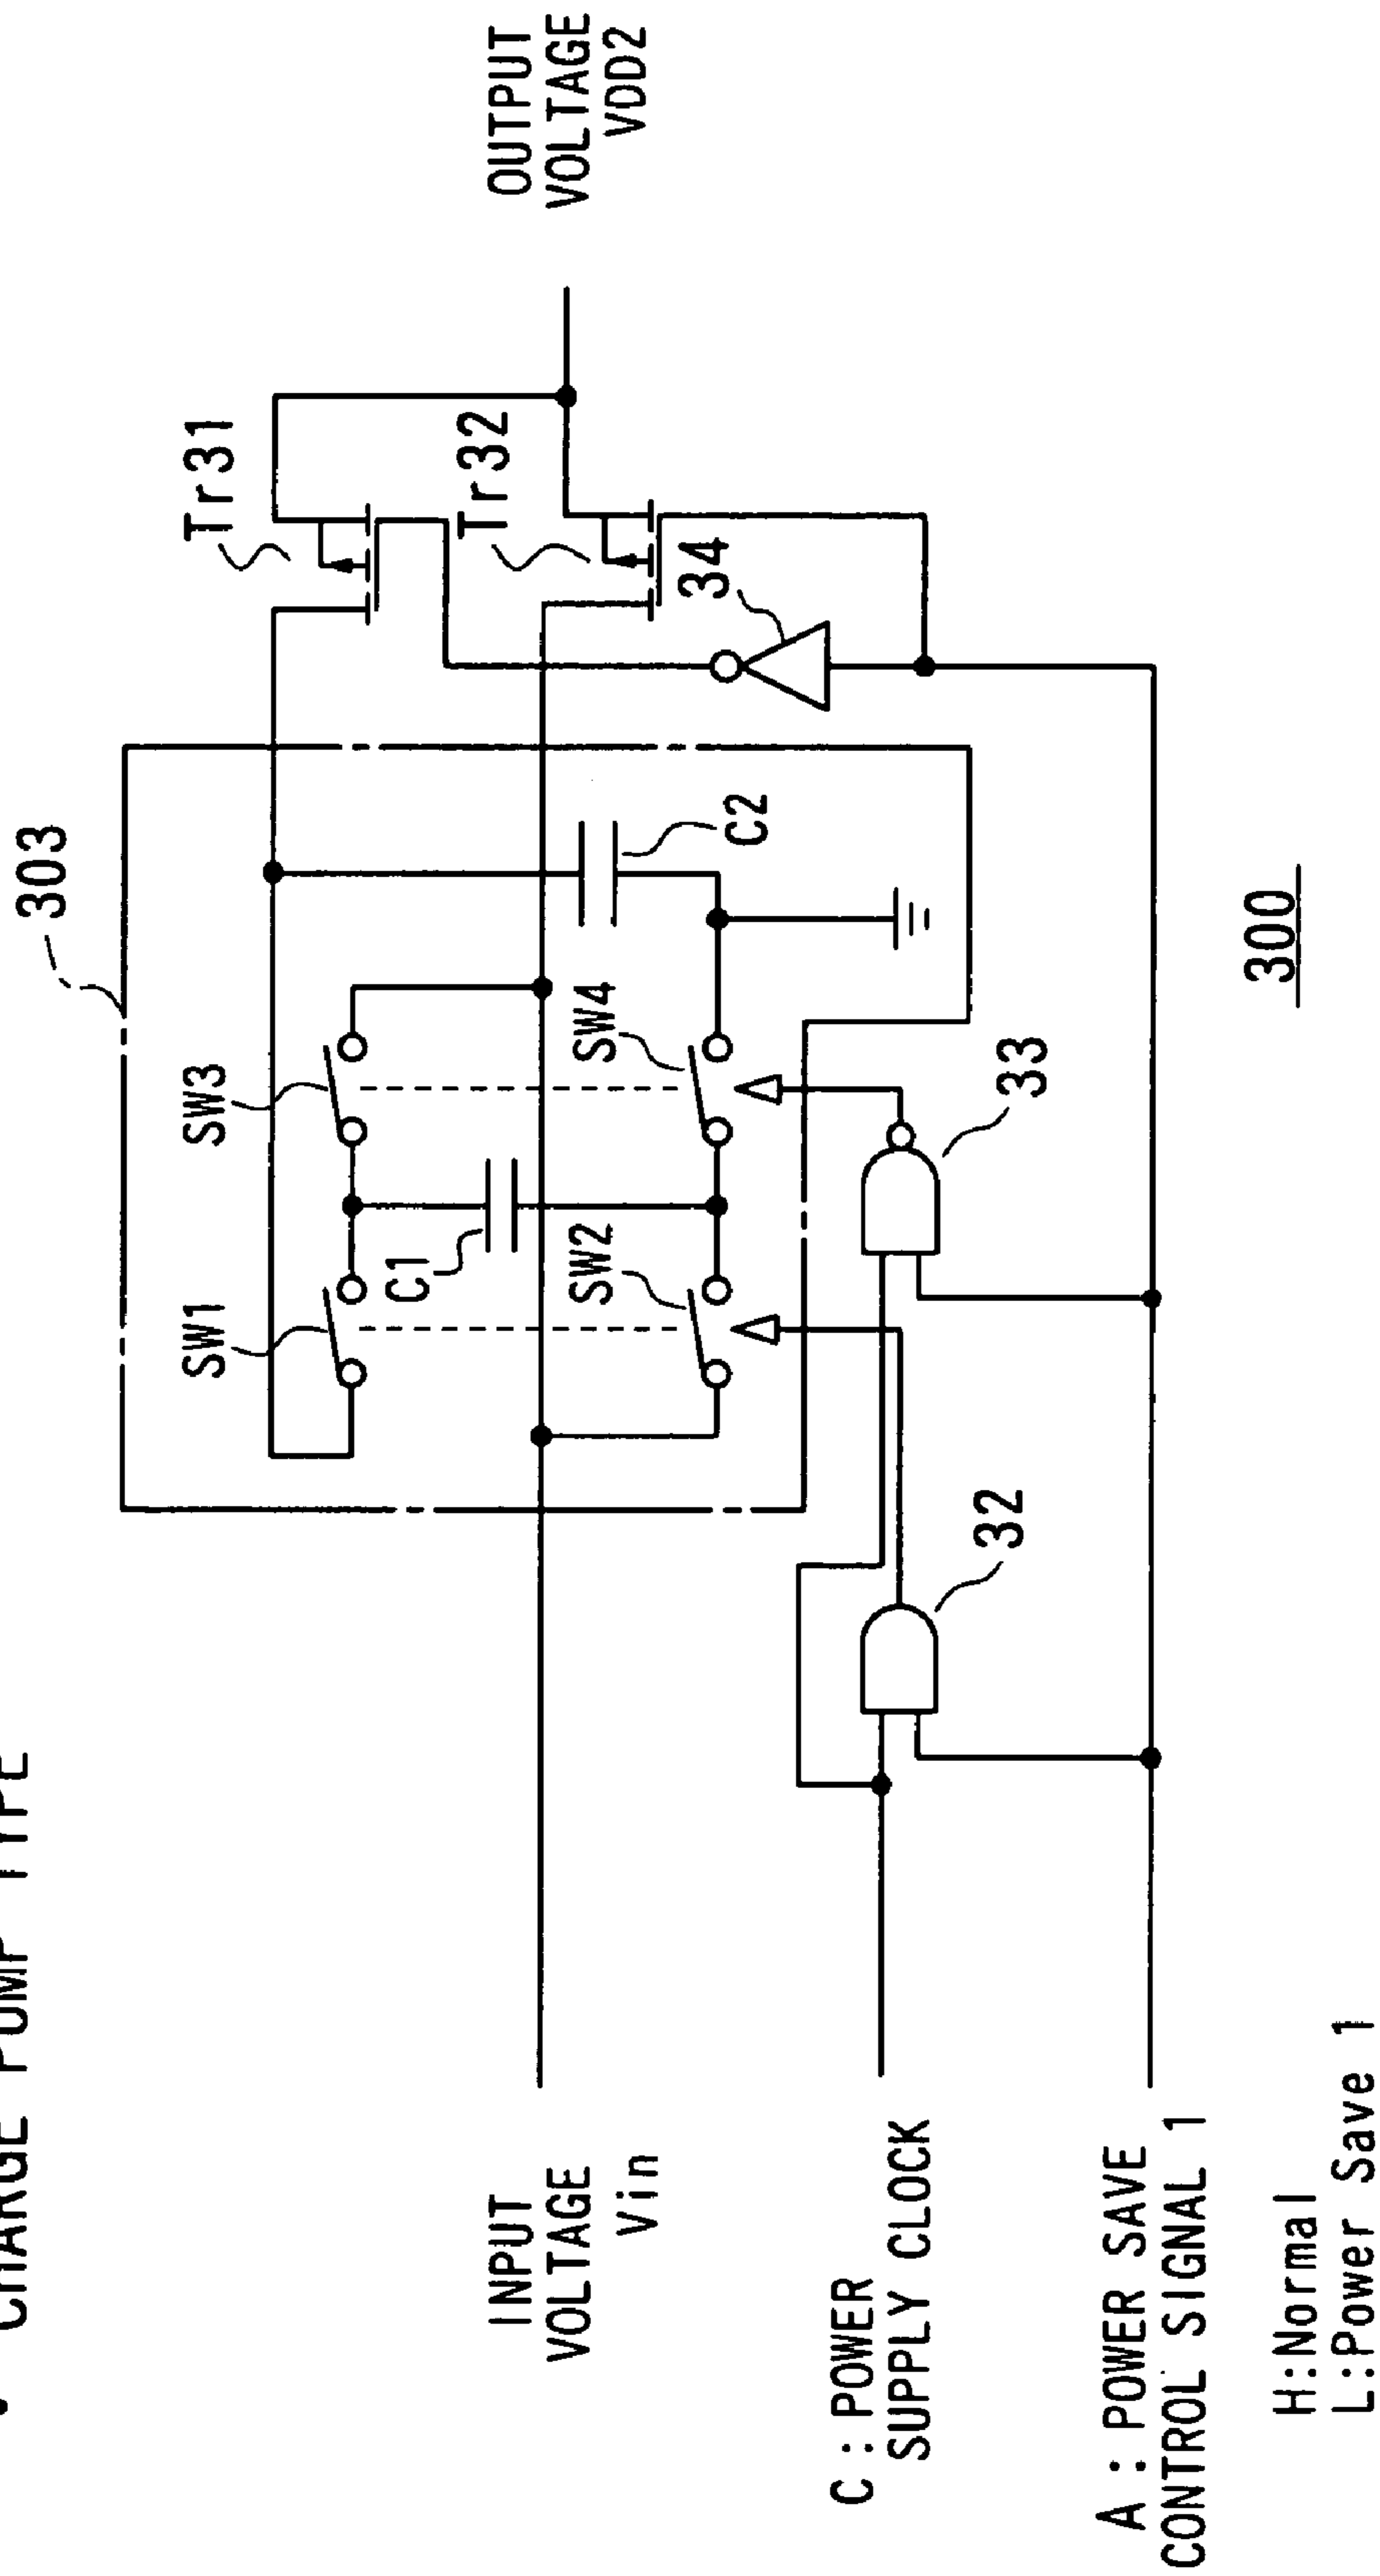 CHARGE PUMP TYPE
303
Tr31
Tr32
OUTPUT
VOLTAGE
VDD2
SW1
SW3
C1
SW2
SW4
C2
34
INPUT
VOLTAGE
Vin
32
33
C : POWER
SUPPLY CLOCK
A : POWER SAVE
CONTROL SIGNAL 1
H:Normal
L:Power Save 1
300